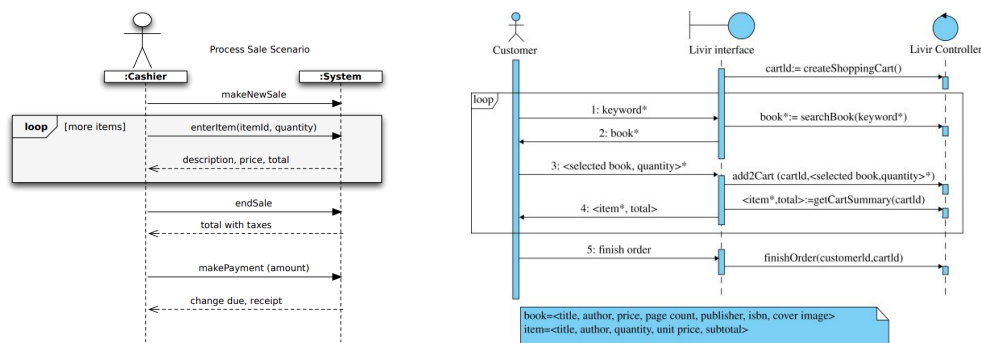 Process Sale Scenario
:Cashier
:System
makeNewSale
loop
[more items]
enterItem(itemId, quantity)
description, price, total
endSale
total with taxes
makePayment (amount)
change due, receipt
Customer
Livir interface
Livir Controller
cartId:= createShoppingCart()
loop
1: keyword*
book*:= searchBook(keyword*)
2: book*
3: <selected book, quantity>*
add2Cart (cartId,<selected book,quantity>*)
<item*,total>:=getCartSummary(cartId)
4: <item*, total>
5: finish order
finishOrder(customerId,cartId)
book=<title, author, price, page count, publisher, isbn, cover image>
item=<title, author, quantity, unit price, subtotal>